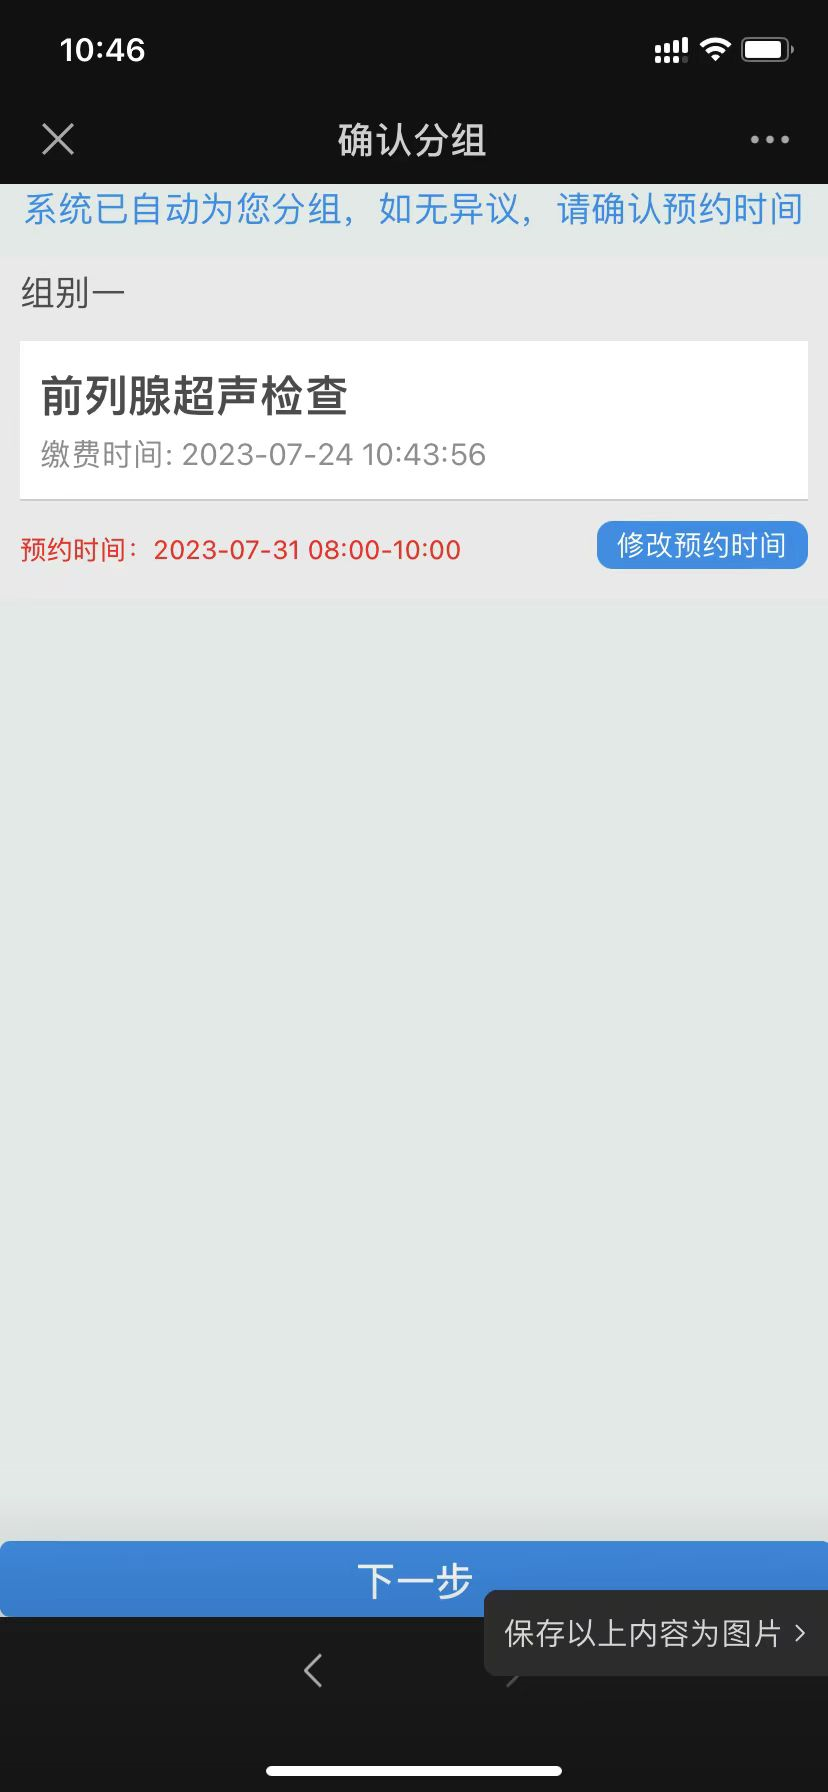 10:46
确认分组
系统已自动为您分组，如无异议，请确认预约时间
组别一
前列腺超声检查
缴费时间: 2023-07-24 10:43:56
预约时间：2023-07-31 08:00-10:00
修改预约时间
下一步
保存以上内容为图片